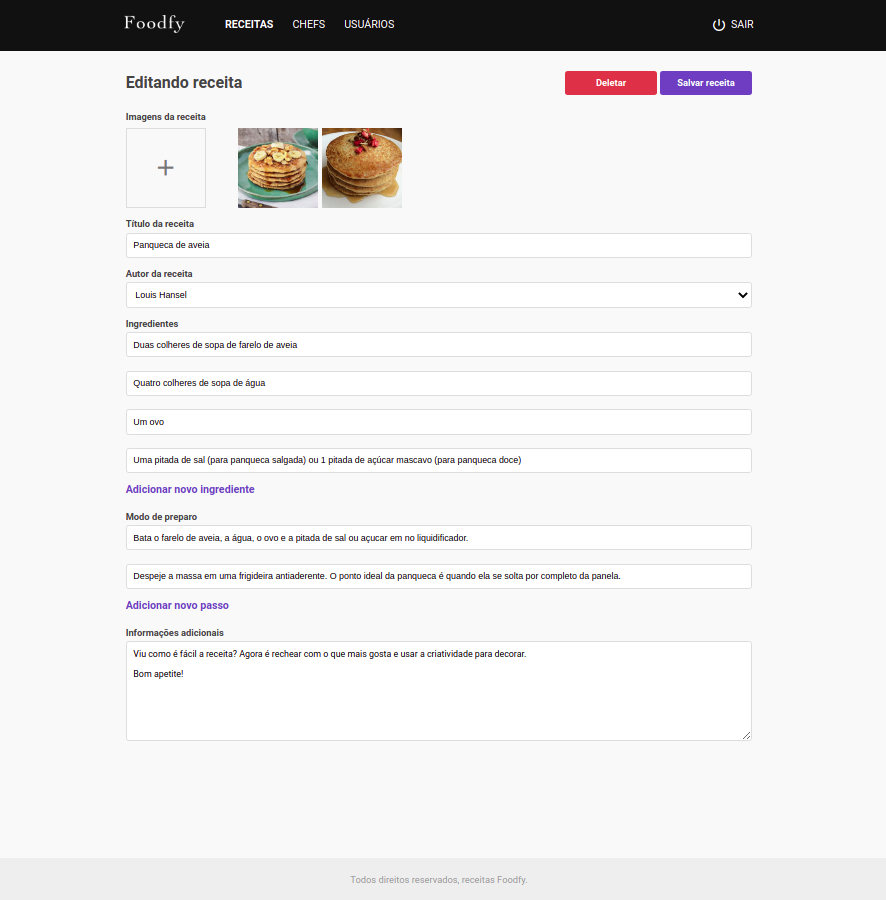 Foodfy RECEITAS CHEFS USUÁRIOS SAIR
Editando receita Deletar Salvar receita
Imagens da receita
+
Título da receita
Panqueca de aveia
Autor da receita
Louis Hansel
Ingredientes
Duas colheres de sopa de farelo de aveia
Quatro colheres de sopa de água
Um ovo
Uma pitada de sal (para panqueca salgada) ou 1 pitada de açúcar mascavo (para panqueca doce)
Adicionar novo ingrediente
Modo de preparo
Bata o farelo de aveia, a água, o ovo e a pitada de sal ou açucar em no liquidificador.
Despeje a massa em uma frigideira antiaderente. O ponto ideal da panqueca é quando ela se solta por completo da panela.
Adicionar novo passo
Informações adicionais
Viu como é fácil a receita? Agora é rechear com o que mais gosta e usar a criatividade para decorar.
Bom apetite!
Todos direitos reservados, receitas Foodfy.